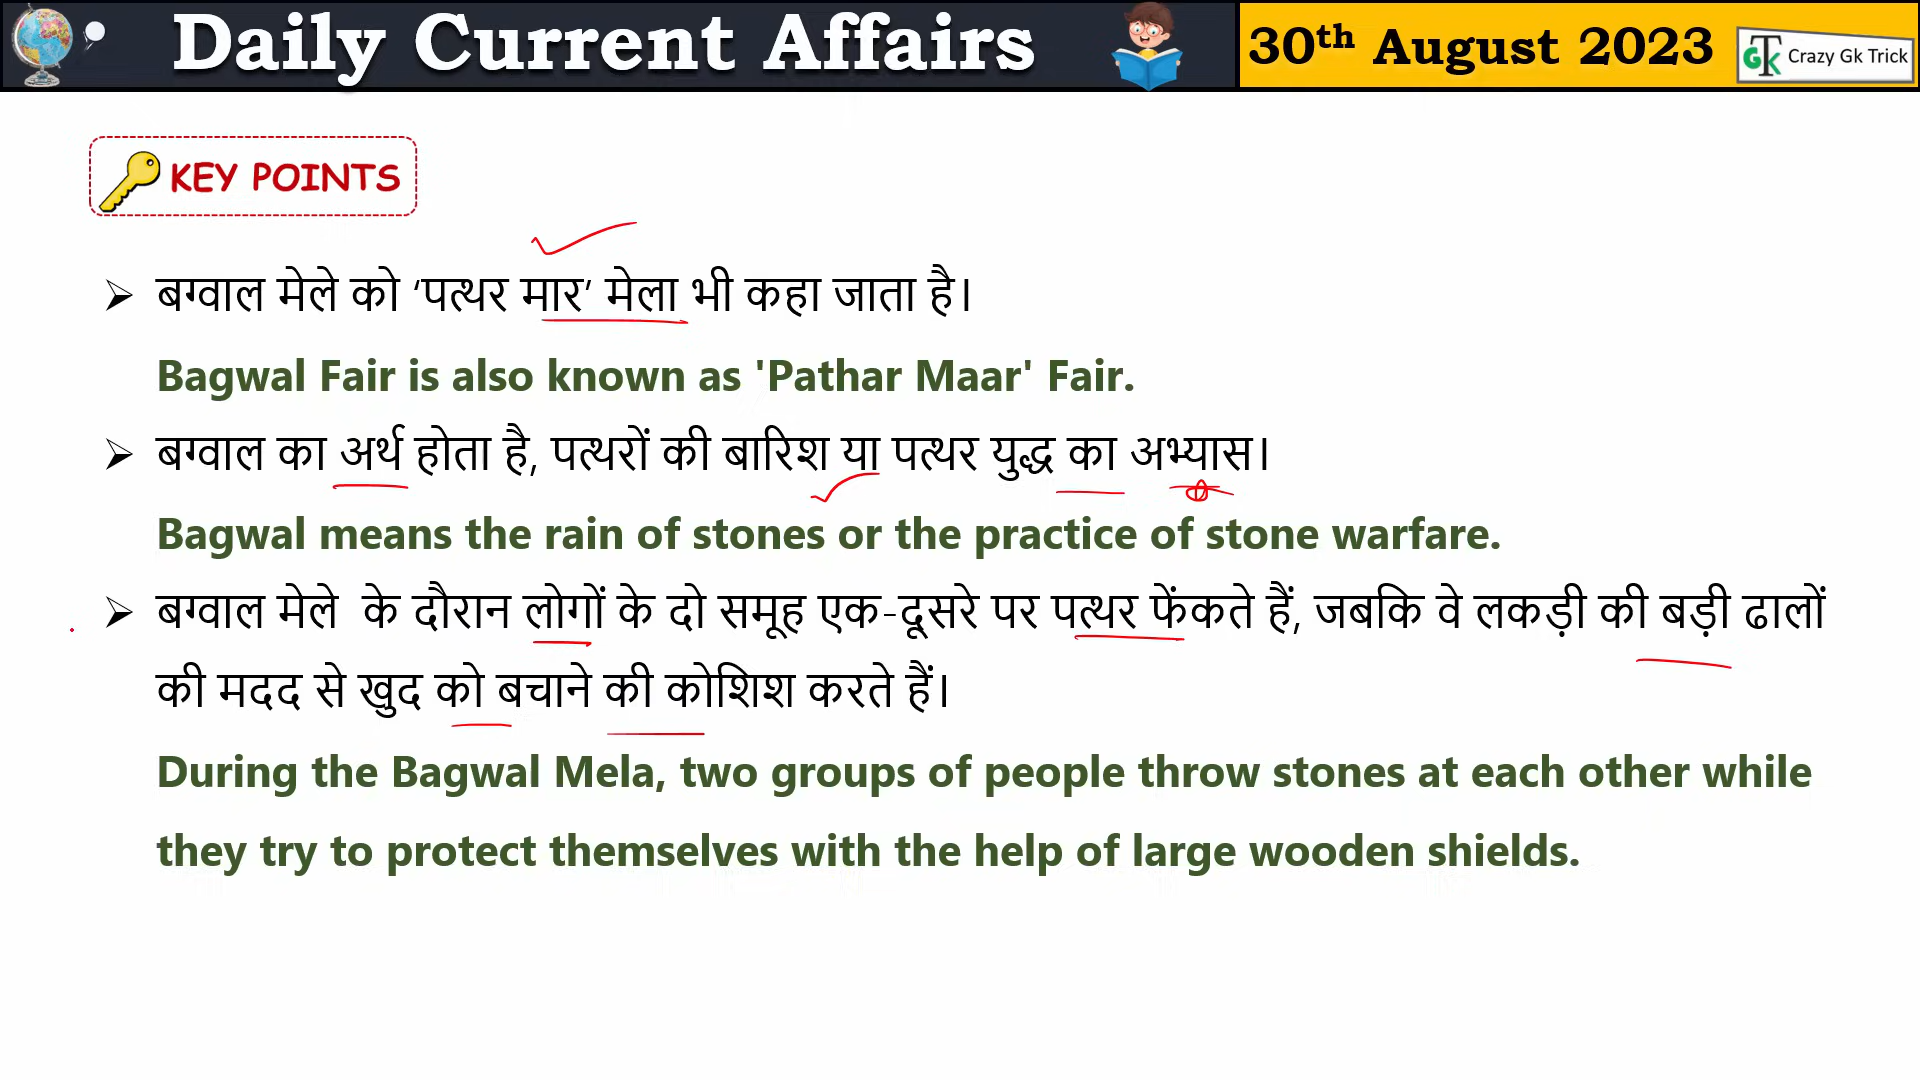 Daily Current Affairs
30th August 2023
GTK Crazy Gk Trick
KEY POINTS
बग्वाल मेले को ‘पत्थर मार’ मेला भी कहा जाता है।
Bagwal Fair is also known as 'Pathar Maar' Fair.
बग्वाल का अर्थ होता है, पत्थरों की बारिश या पत्थर युद्ध का अभ्यास।
Bagwal means the rain of stones or the practice of stone warfare.
बग्वाल मेले के दौरान लोगों के दो समूह एक-दूसरे पर पत्थर फेंकते हैं, जबकि वे लकड़ी की बड़ी ढालों
की मदद से खुद को बचाने की कोशिश करते हैं।
During the Bagwal Mela, two groups of people throw stones at each other while
they try to protect themselves with the help of large wooden shields.